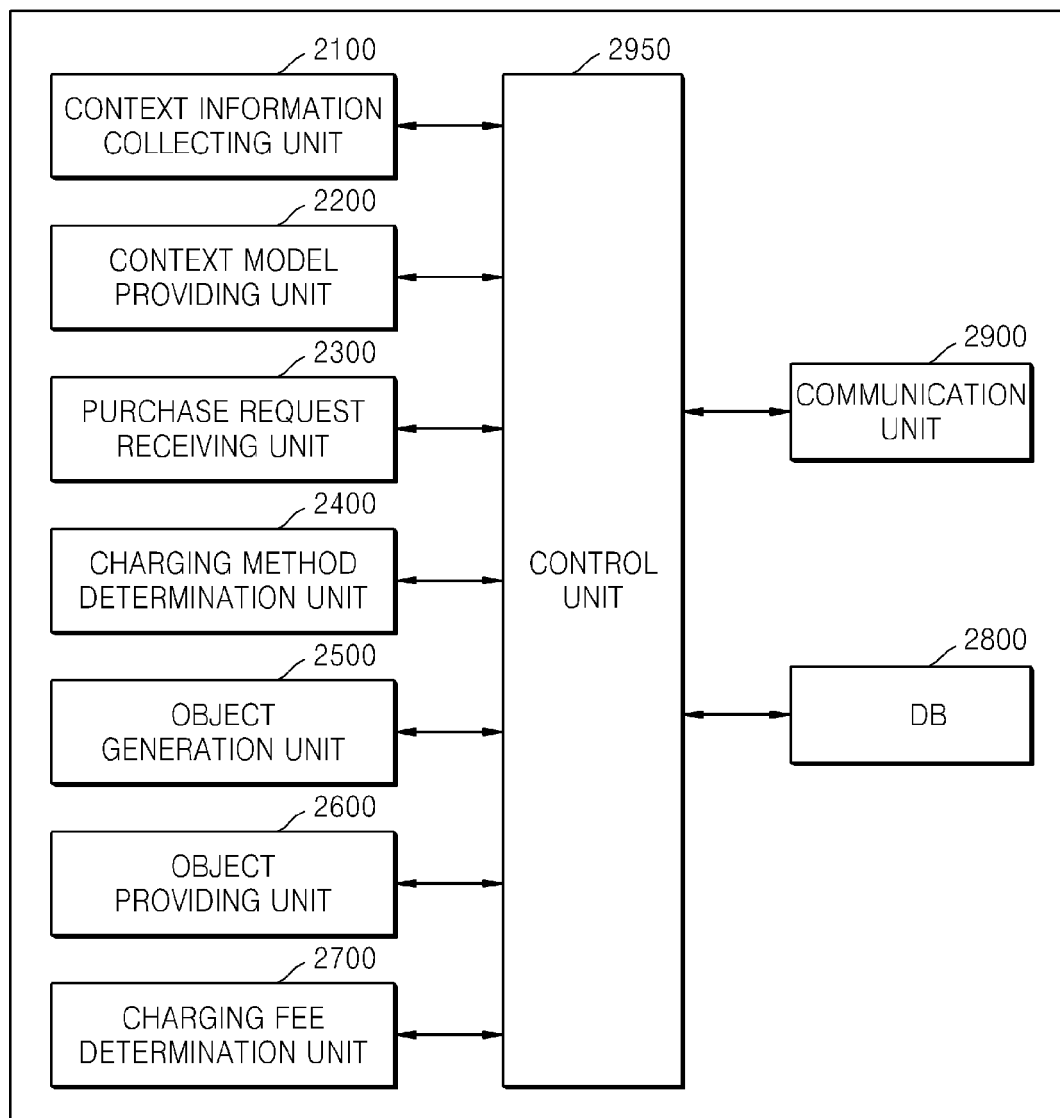 2100
CONTEXT INFORMATION
COLLECTING UNIT
2200
CONTEXT MODEL
PROVIDING UNIT
2300
PURCHASE REQUEST
RECEIVING UNIT
2400
CHARGING METHOD
DETERMINATION UNIT
2500
OBJECT
GENERATION UNIT
2600
OBJECT
PROVIDING UNIT
2700
CHARGING FEE
DETERMINATION UNIT
2950
CONTROL
UNIT
2900
COMMUNICATION
UNIT
2800
DB